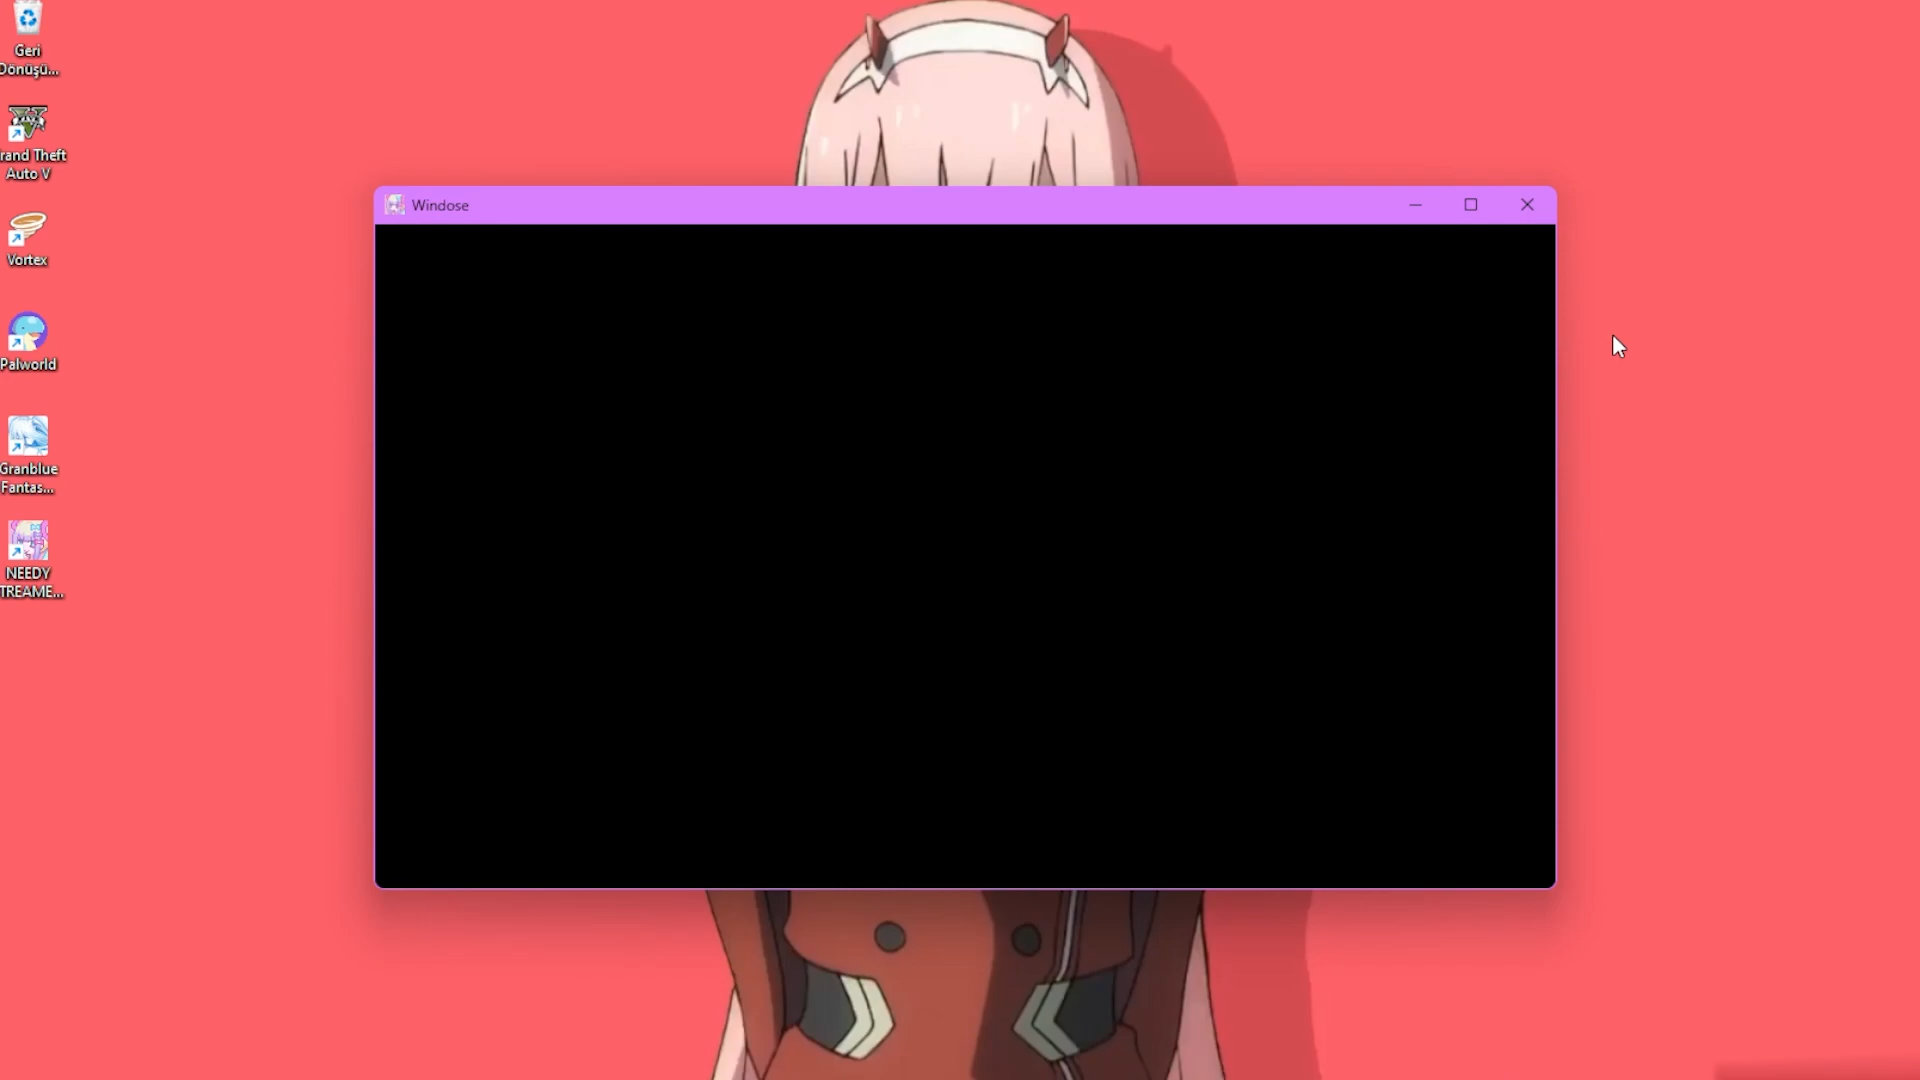 Geri
Dönüşü...
rand Theft
Auto V
Vortex
Palworld
Granblue
Fantas...
NEEDY
TREAME...
Windose